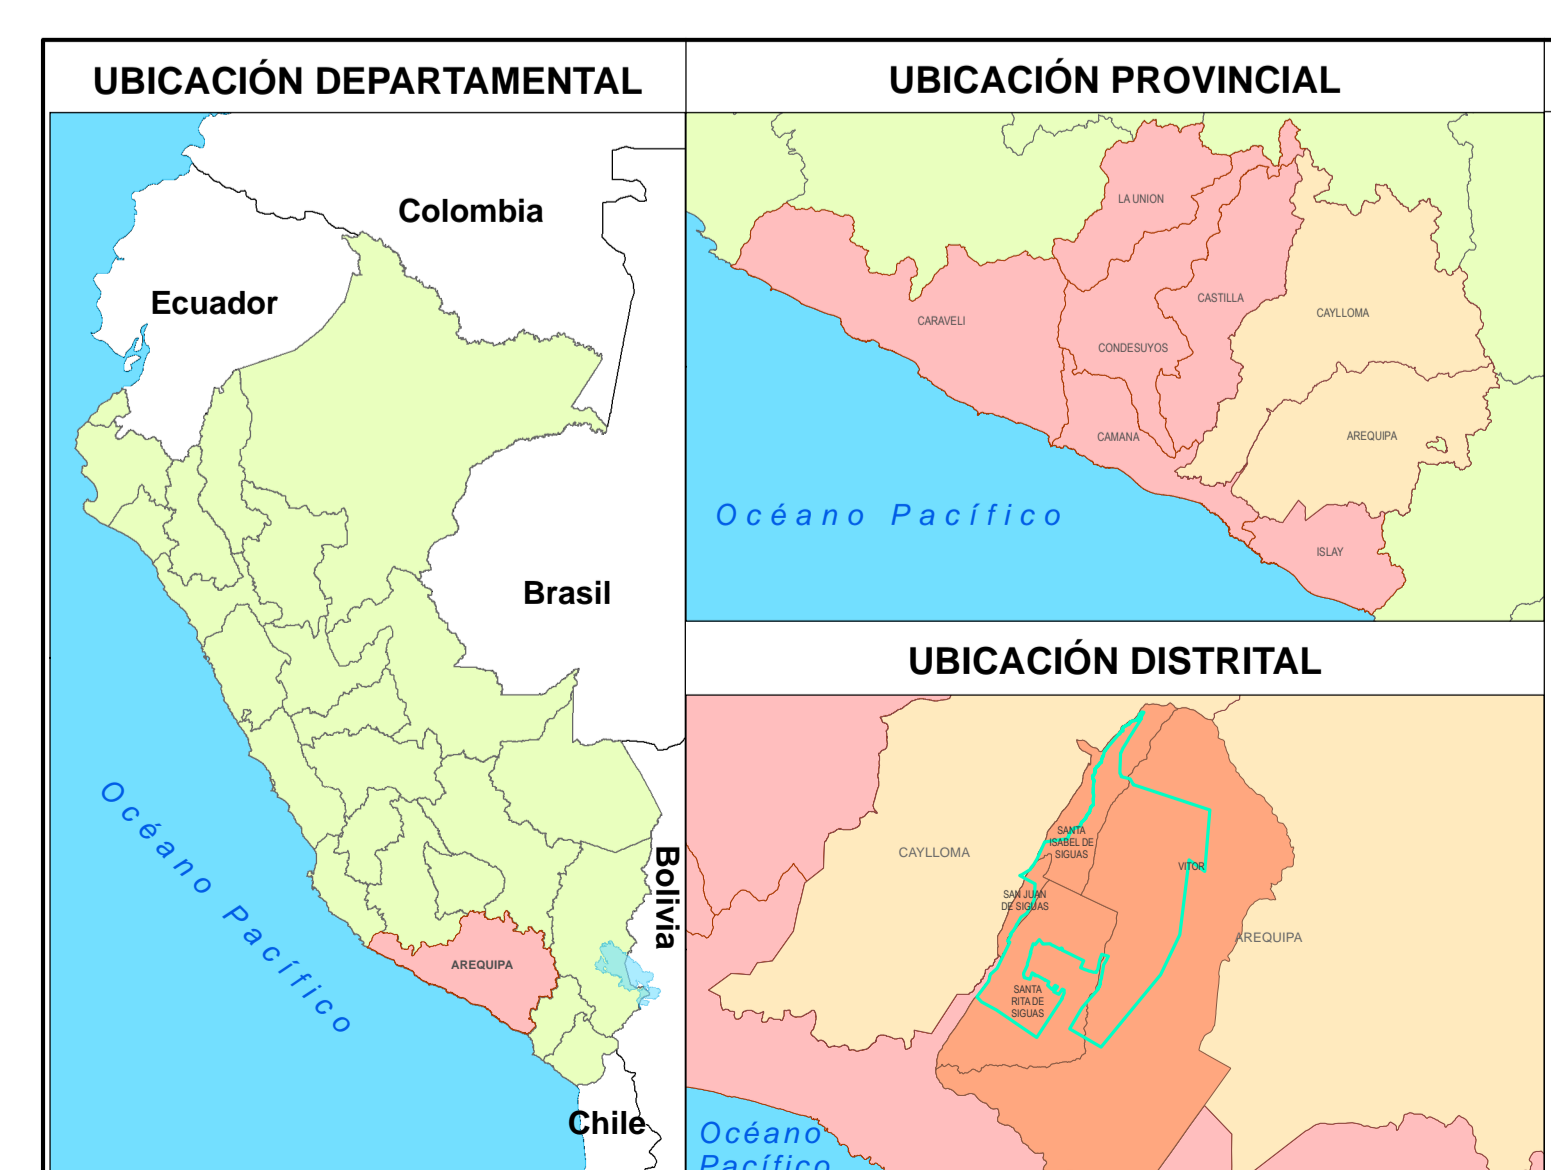 UBICACIÓN DEPARTAMENTAL
Colombia
Ecuador
Brasil
Bolivia
Océano Pacífico
AREQUIPA
Chile
UBICACIÓN PROVINCIAL
LA UNION
CASTILLA
CAYLLOMA
CARAVELI
CONDESUYOS
CAMANA
AREQUIPA
Océano Pacífico
ISLAY
UBICACIÓN DISTRITAL
SANTA
ISABEL DE
SIGUAS
CAYLLOMA
VITOR
SAN JUAN
DE SIGUAS
AREQUIPA
SANTA
RITA DE
SIGUAS
Océano
Pacífico